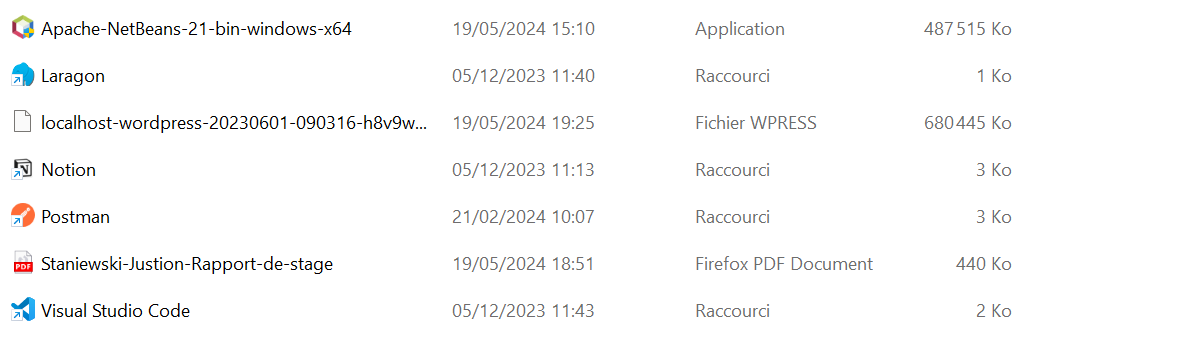 Apache-NetBeans-21-bin-windows-x64 19/05/2024 15:10 Application 487 515 Ko
Laragon 05/12/2023 11:40 Raccourci 1 Ko
localhost-wordpress-20230601-090316-h8v9w... 19/05/2024 19:25 Fichier WPRESS 680 445 Ko
Notion 05/12/2023 11:13 Raccourci 3 Ko
Postman 21/02/2024 10:07 Raccourci 3 Ko
PDF Staniewski-Justion-Rapport-de-stage 19/05/2024 18:51 Firefox PDF Document 440 Ko
Visual Studio Code 05/12/2023 11:43 Raccourci 2 Ko